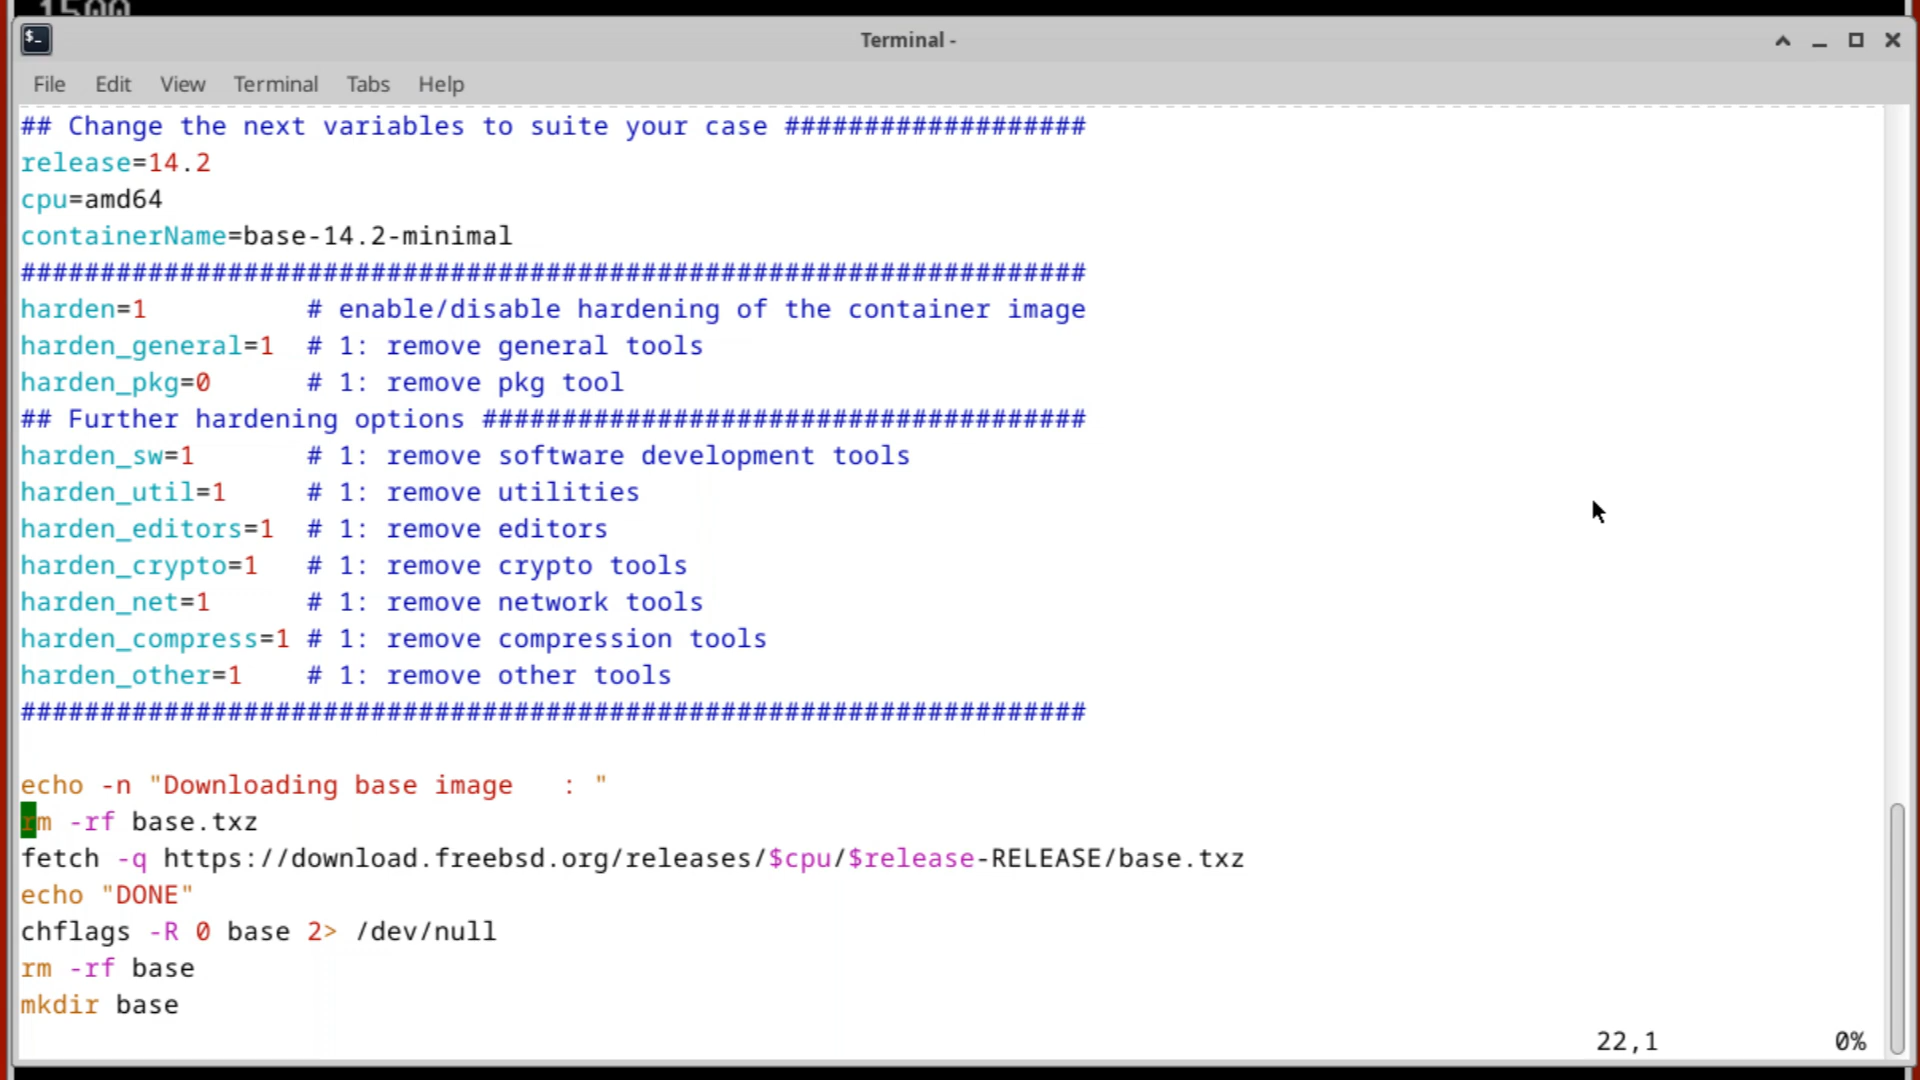 1500
Terminal -
File Edit View Terminal Tabs Help
## Change the next variables to suite your case ###################
release=14.2
cpu=amd64
containerName=base-14.2-minimal
###################################################################
harden=1          # enable/disable hardening of the container image
harden_general=1  # 1: remove general tools
harden_pkg=0      # 1: remove pkg tool
## Further hardening options ######################################
harden_sw=1       # 1: remove software development tools
harden_util=1     # 1: remove utilities
harden_editors=1  # 1: remove editors
harden_crypto=1   # 1: remove crypto tools
harden_net=1      # 1: remove network tools
harden_compress=1 # 1: remove compression tools
harden_other=1    # 1: remove other tools
###################################################################
echo -n "Downloading base image   : "
rm -rf base.txz
fetch -q https://download.freebsd.org/releases/$cpu/$release-RELEASE/base.txz
echo "DONE"
chflags -R 0 base 2> /dev/null
rm -rf base
mkdir base
22,1 0%